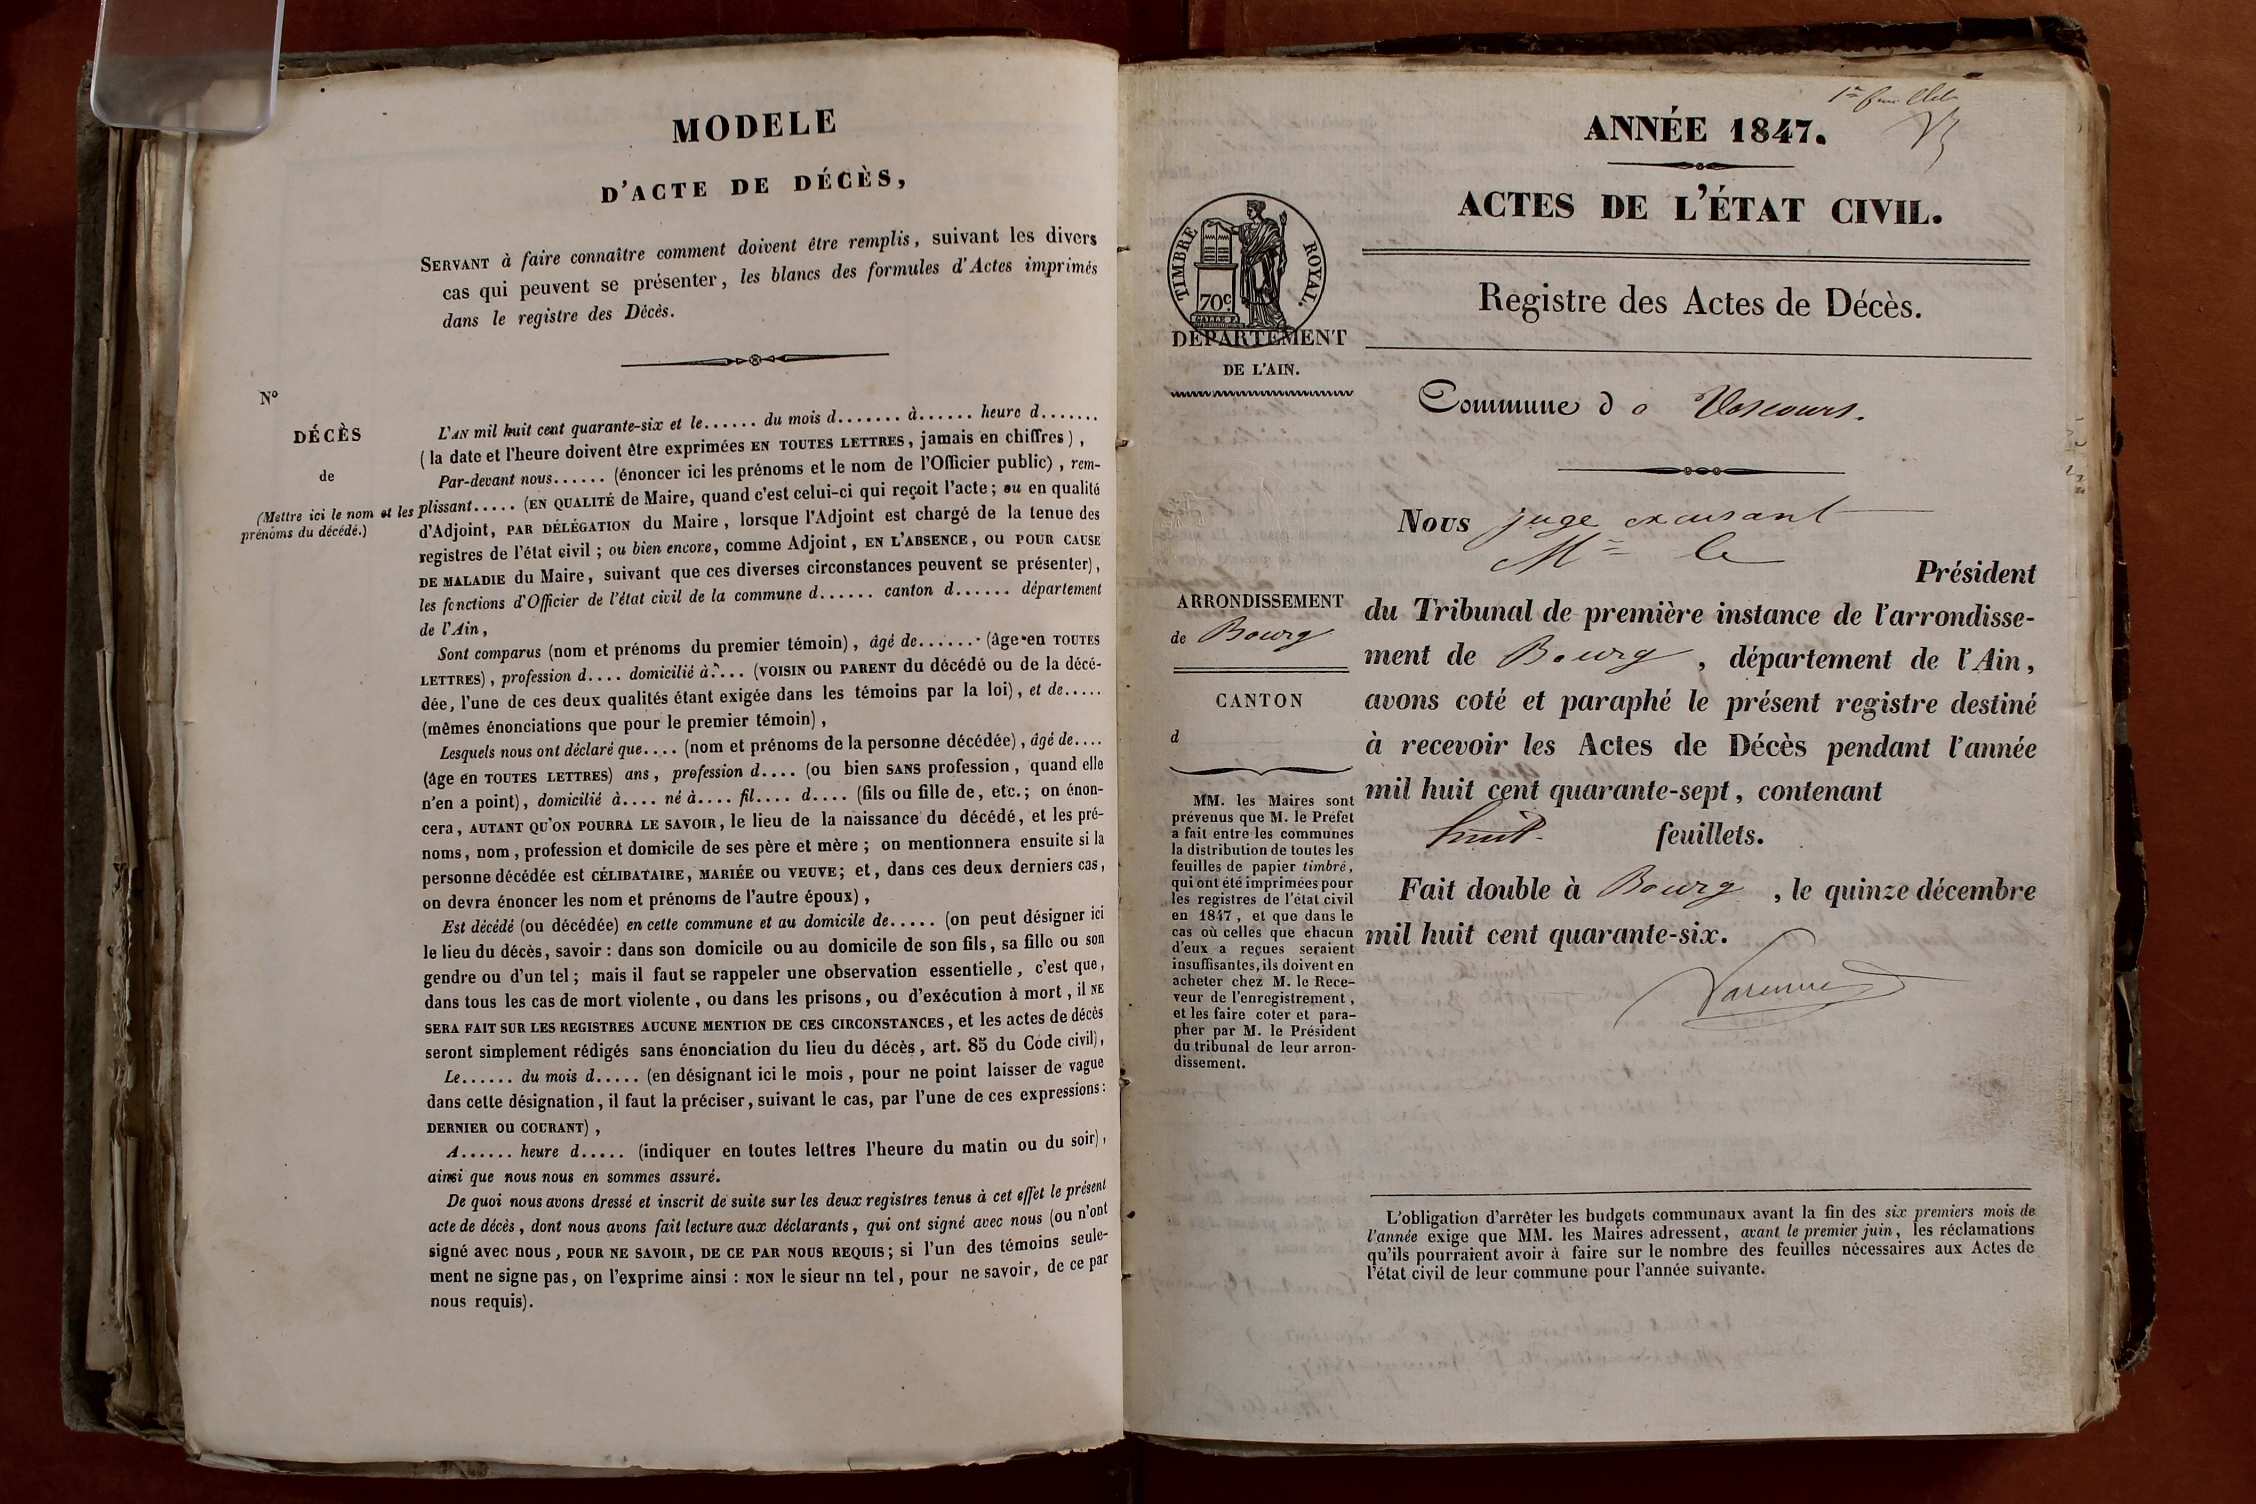 MODELE
D'ACTE DE DÉCÈS,
SERVANT à faire connaître comment doivent être remplis, suivant les divers
cas qui peuvent se présenter, les blancs des formules d'Actes imprimés
dans le registre des Décès.
No
DÉCÈS
de
(Mettre ici le nom et les
prénoms du décédé.)
L'AN mil huit cent quarante-six et le...... du mois d....... à...... heure d.......
(la date et l'heure doivent être exprimées EN TOUTES LETTRES, jamais en chiffres),
Par-devant nous...... (énoncer ici les prénoms et le nom de l'Officier public), rem-
plissant..... (EN QUALITÉ de Maire, quand c'est celui-ci qui reçoit l'acte; ou en qualité
d'Adjoint, PAR DÉLÉGATION du Maire, lorsque l'Adjoint est chargé de la tenue des
registres de l'état civil; ou bien encore, comme Adjoint, EN L'ABSENCE, OU POUR CAUSE
DE MALADIE du Maire, suivant que ces diverses circonstances peuvent se présenter),
les fonctions d'Officier de l'état civil de la commune d...... canton d...... département
de l'Ain,
Sont comparus (nom et prénoms du premier témoin), âgé de....... (âge en TOUTES
LETTRES), profession d.... domicilié à.... (VOISIN OU PARENT du décédé ou de la décé-
dée, l'une de ces deux qualités étant exigée dans les témoins par la loi), et de.....
(mêmes énonciations que pour le premier témoin),
Lesquels nous ont déclaré que.... (nom et prénoms de la personne décédée), âgé de....
(âge en TOUTES LETTRES) ans, profession d.... (ou bien SANS profession, quand elle
n'en a point), domicilié à.... né à.... fil.... d.... (fils ou fille de, etc.; on énon-
cera, AUTANT QU'ON POURRA LE SAVOIR, le lieu de la naissance du décédé, et les pré-
noms, nom, profession et domicile de ses père et mère; on mentionnera ensuite si la
personne décédée est CÉLIBATAIRE, MARIÉE OU VEUVE; et, dans ces deux derniers cas,
on devra énoncer les nom et prénoms de l'autre époux),
Est décédé (ou décédée) en cette commune et au domicile de..... (on peut désigner ici
le lieu du décès, savoir: dans son domicile ou au domicile de son fils, sa fille ou son
gendre ou d'un tel; mais il faut se rappeler une observation essentielle, c'est que,
dans tous les cas de mort violente, ou dans les prisons, ou d'exécution à mort, il NE
SERA FAIT SUR LES REGISTRES AUCUNE MENTION DE CES CIRCONSTANCES, et les actes de décès
seront simplement rédigés sans énonciation du lieu du décès, art. 85 du Code civil),
Le...... du mois d..... (en désignant ici le mois, pour ne point laisser de vague
dans cette désignation, il faut la préciser, suivant le cas, par l'une de ces expressions:
DERNIER OU COURANT),
A...... heure d..... (indiquer en toutes lettres l'heure du matin ou du soir),
ainsi que nous nous en sommes assuré.
De quoi nous avons dressé et inscrit de suite sur les deux registres tenus à cet effet le présent
acte de décès, dont nous avons fait lecture aux déclarants, qui ont signé avec nous (ou n'ont
signé avec nous, POUR NE SAVOIR, DE CE PAR NOUS REQUIS; si l'un des témoins seule-
ment ne signe pas, on l'exprime ainsi: NON le sieur nn tel, pour ne savoir, de ce par
nous requis).
1er feuillet
ANNÉE 1847.
ACTES DE L'ÉTAT CIVIL.
Registre des Actes de Décès.
TIMBRE ROYAL.
70c
DÉPARTEMENT
DE L'AIN.
Commune de Voscours.
Nous juge excusant
Mr le
Président
du Tribunal de première instance de l'arrondisse-
ment de Bourg, département de l'Ain,
avons coté et paraphé le présent registre destiné
à recevoir les Actes de Décès pendant l'année
mil huit cent quarante-sept, contenant
huit feuillets.
Fait double à Bourg, le quinze décembre
mil huit cent quarante-six.
Varenne
ARRONDISSEMENT
de Bourg
CANTON
d
MM. les Maires sont
prévenus que M. le Préfet
a fait entre les communes
la distribution de toutes les
feuilles de papier timbré,
qui ont été imprimées pour
les registres de l'état civil
en 1847, et que dans le
cas où celles que chacun
d'eux a reçues seraient
insuffisantes, ils doivent en
acheter chez M. le Rece-
veur de l'enregistrement,
et les faire coter et para-
pher par M. le Président
du tribunal de leur arron-
dissement.
L'obligation d'arrêter les budgets communaux avant la fin des six premiers mois de
l'année exige que MM. les Maires adressent, avant le premier juin, les réclamations
qu'ils pourraient avoir à faire sur le nombre des feuilles nécessaires aux Actes de
l'état civil de leur commune pour l'année suivante.